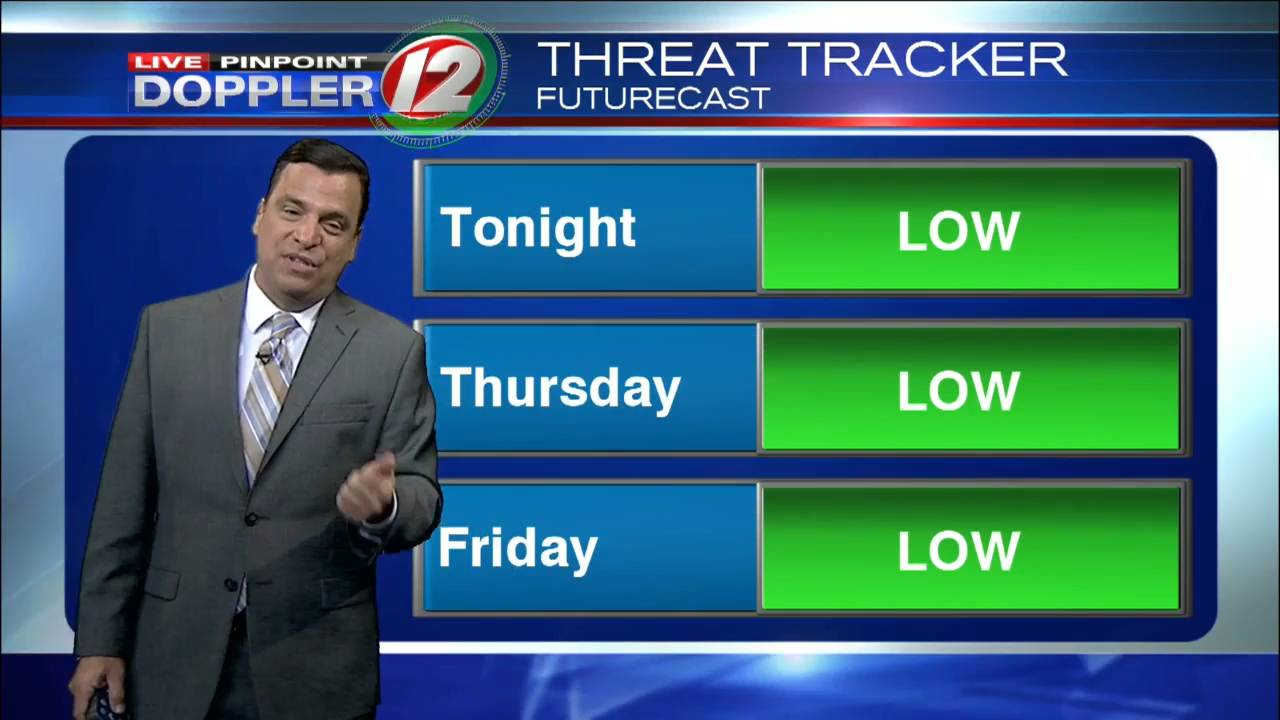 LIVE PINPOINT
DOPPLER 12
THREAT TRACKER
FUTURECAST
Tonight LOW
Thursday LOW
Friday LOW